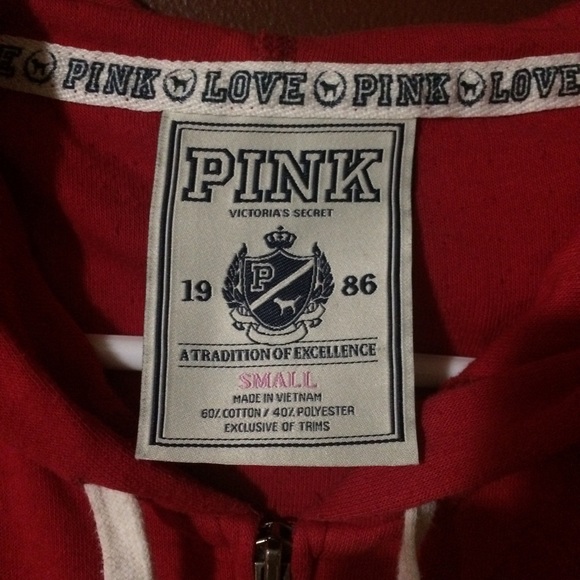 E PINK LOVE PINK LOVE
PINK
VICTORIA'S SECRET
P
19 86
A TRADITION OF EXCELLENCE
SMALL
MADE IN VIETNAM
60% COTTON / 40% POLYESTER
EXCLUSIVE OF TRIMS